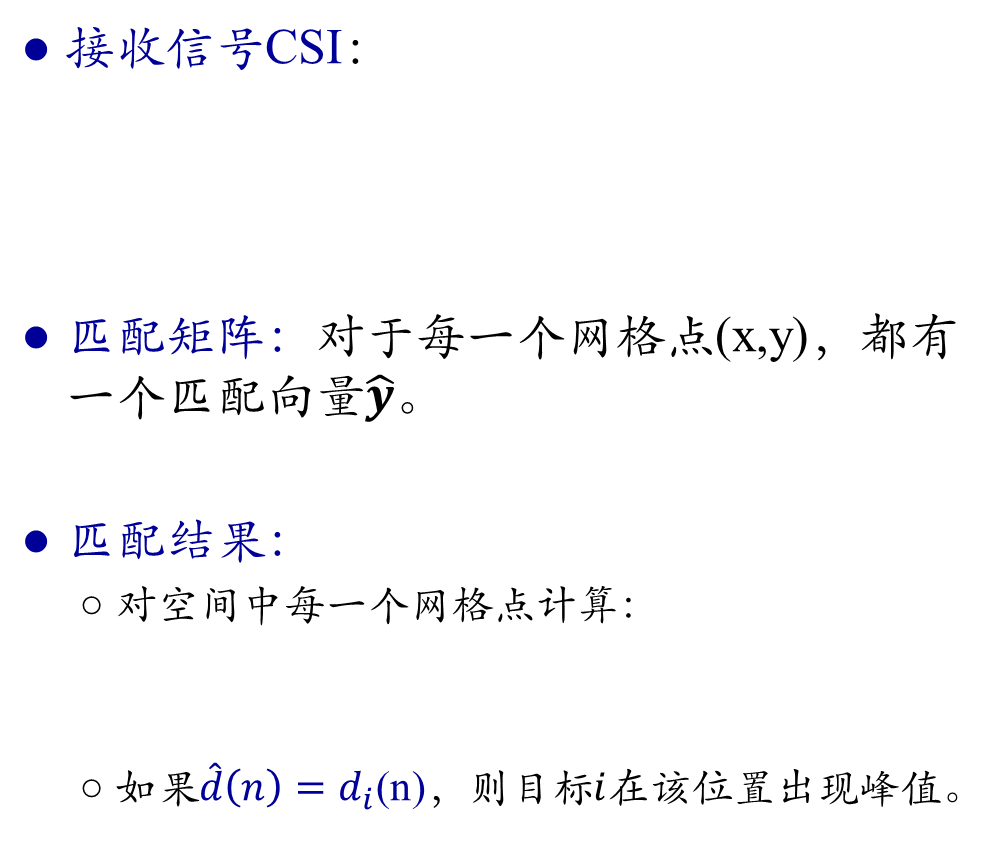 ● 接收信号CSI:
● 匹配矩阵：对于每一个网格点(x,y)，都有
一个匹配向量ŷ。
● 匹配结果：
○ 对空间中每一个网格点计算：
○ 如果d̂(n) = dᵢ(n)，则目标i在该位置出现峰值。